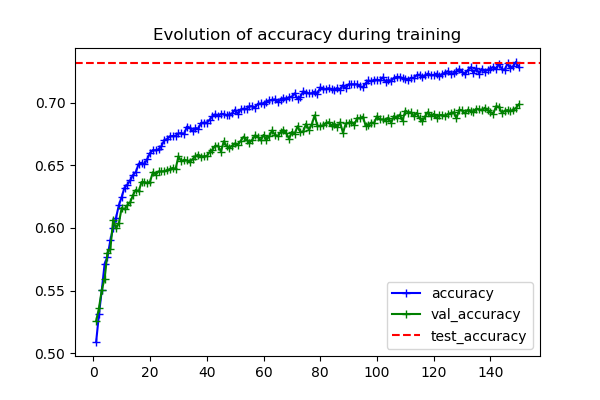 Evolution of accuracy during training
0.70
0.65
0.60
0.55
0.50
0 20 40 60 80 100 120 140
accuracy
val_accuracy
test_accuracy